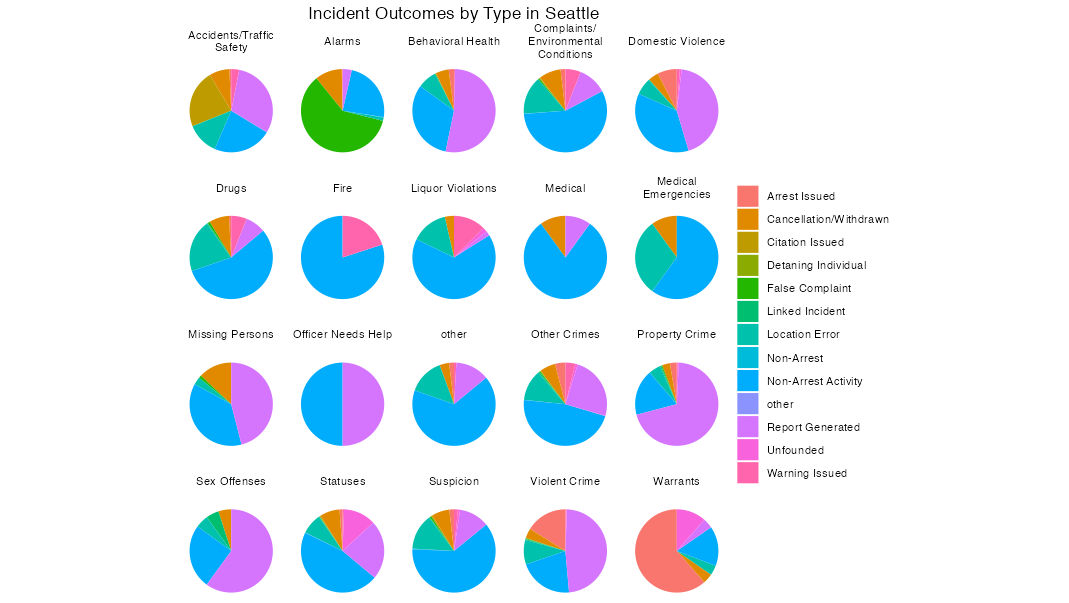 Incident Outcomes by Type in Seattle
Accidents/Traffic
Safety
Alarms
Behavioral Health
Complaints/
Environmental
Conditions
Domestic Violence
Drugs
Fire
Liquor Violations
Medical
Medical
Emergencies
Missing Persons
Officer Needs Help
other
Other Crimes
Property Crime
Sex Offenses
Statuses
Suspicion
Violent Crime
Warrants
Arrest Issued
Cancellation/Withdrawn
Citation Issued
Detaning Individual
False Complaint
Linked Incident
Location Error
Non-Arrest
Non-Arrest Activity
other
Report Generated
Unfounded
Warning Issued